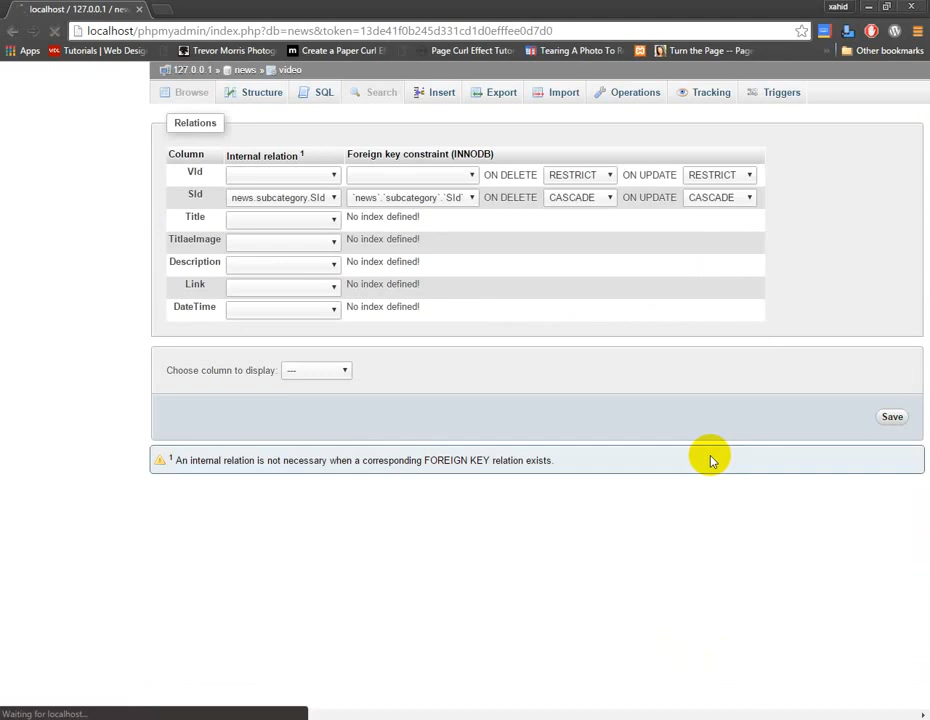 localhost / 127.0.0.1 / new
xahid
localhost/phpmyadmin/index.php?db=news&token=13de41f0b245d331cd1d0efffee0d7d0
Apps Tutorials | Web Desig Trevor Morris Photog Create a Paper Curl Ef Page Curl Effect Tuto Tearing A Photo To R Turn the Page – Page » Other bookmarks
127.0.0.1 » news » video
Browse Structure SQL Search Insert Export Import Operations Tracking Triggers
Relations
Column Internal relation 1 Foreign key constraint (INNODB)
VId ON DELETE RESTRICT ON UPDATE RESTRICT
SId news.subcategory.SId `news`.`subcategory`.`SId` ON DELETE CASCADE ON UPDATE CASCADE
Title No index defined!
TitlaeImage No index defined!
Description No index defined!
Link No index defined!
DateTime No index defined!
Choose column to display: ---
Save
1 An internal relation is not necessary when a corresponding FOREIGN KEY relation exists.
Waiting for localhost...